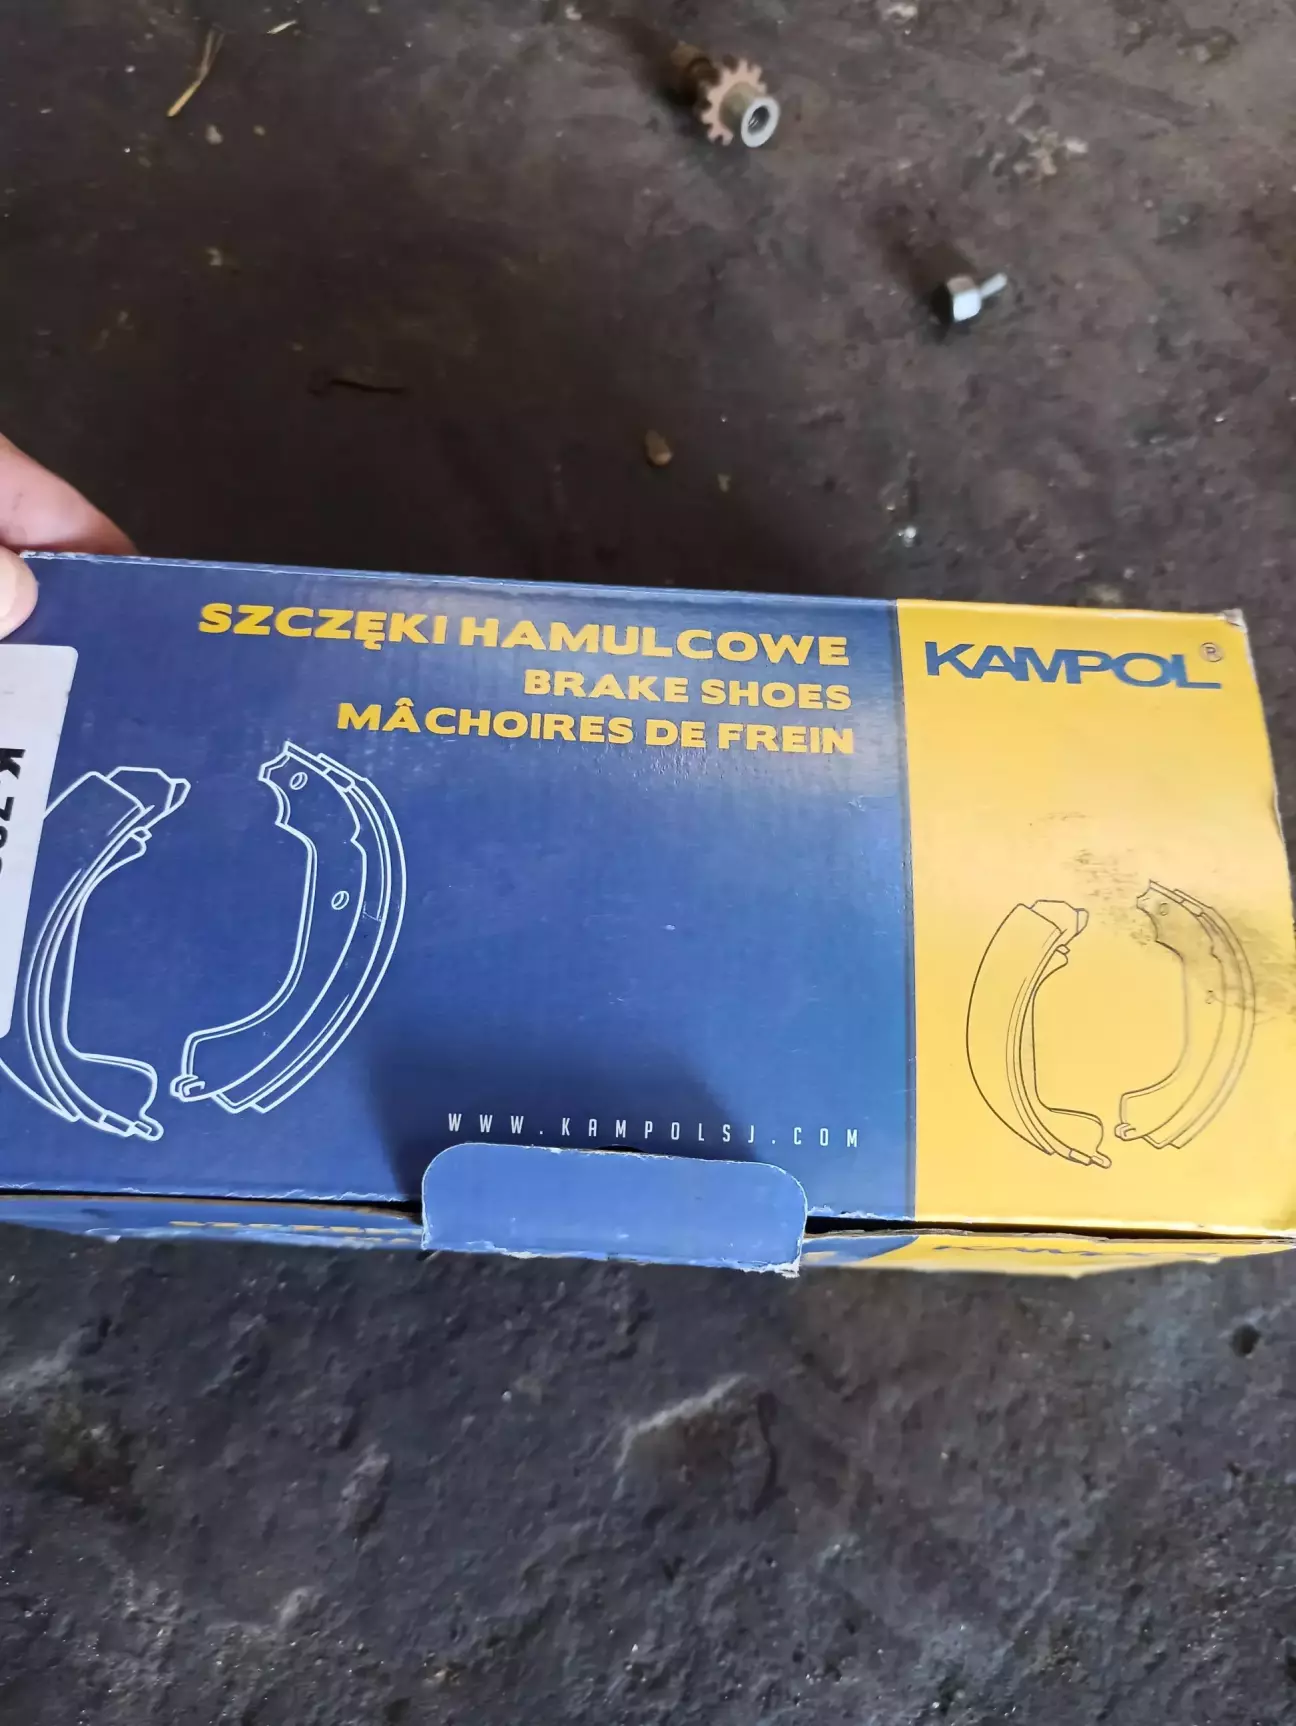 SZCZĘKI HAMULCOWE
BRAKE SHOES
MÂCHOIRES DE FREIN
KAMPOL®
WWW.KAMPOLSJ.COM